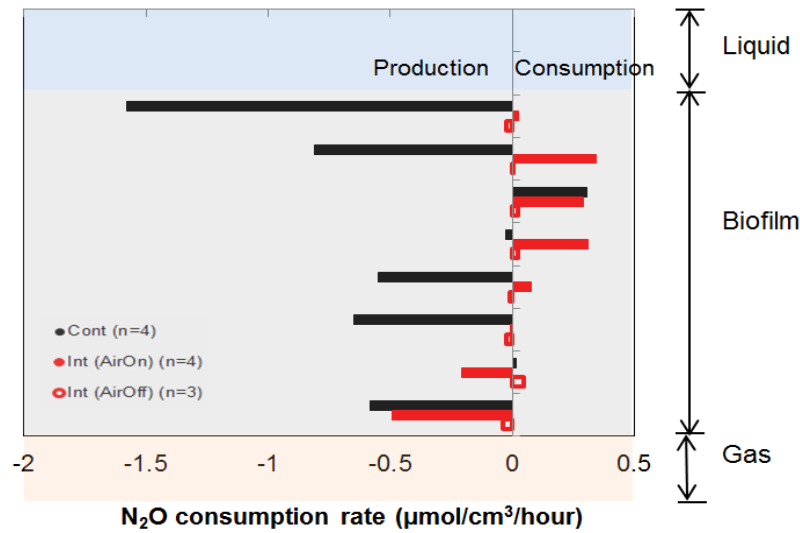 Liquid
Production Consumption
Biofilm
Cont (n=4)
Int (AirOn) (n=4)
Int (AirOff) (n=3)
Gas
-2 -1.5 -1 -0.5 0 0.5
N₂O consumption rate (μmol/cm³/hour)